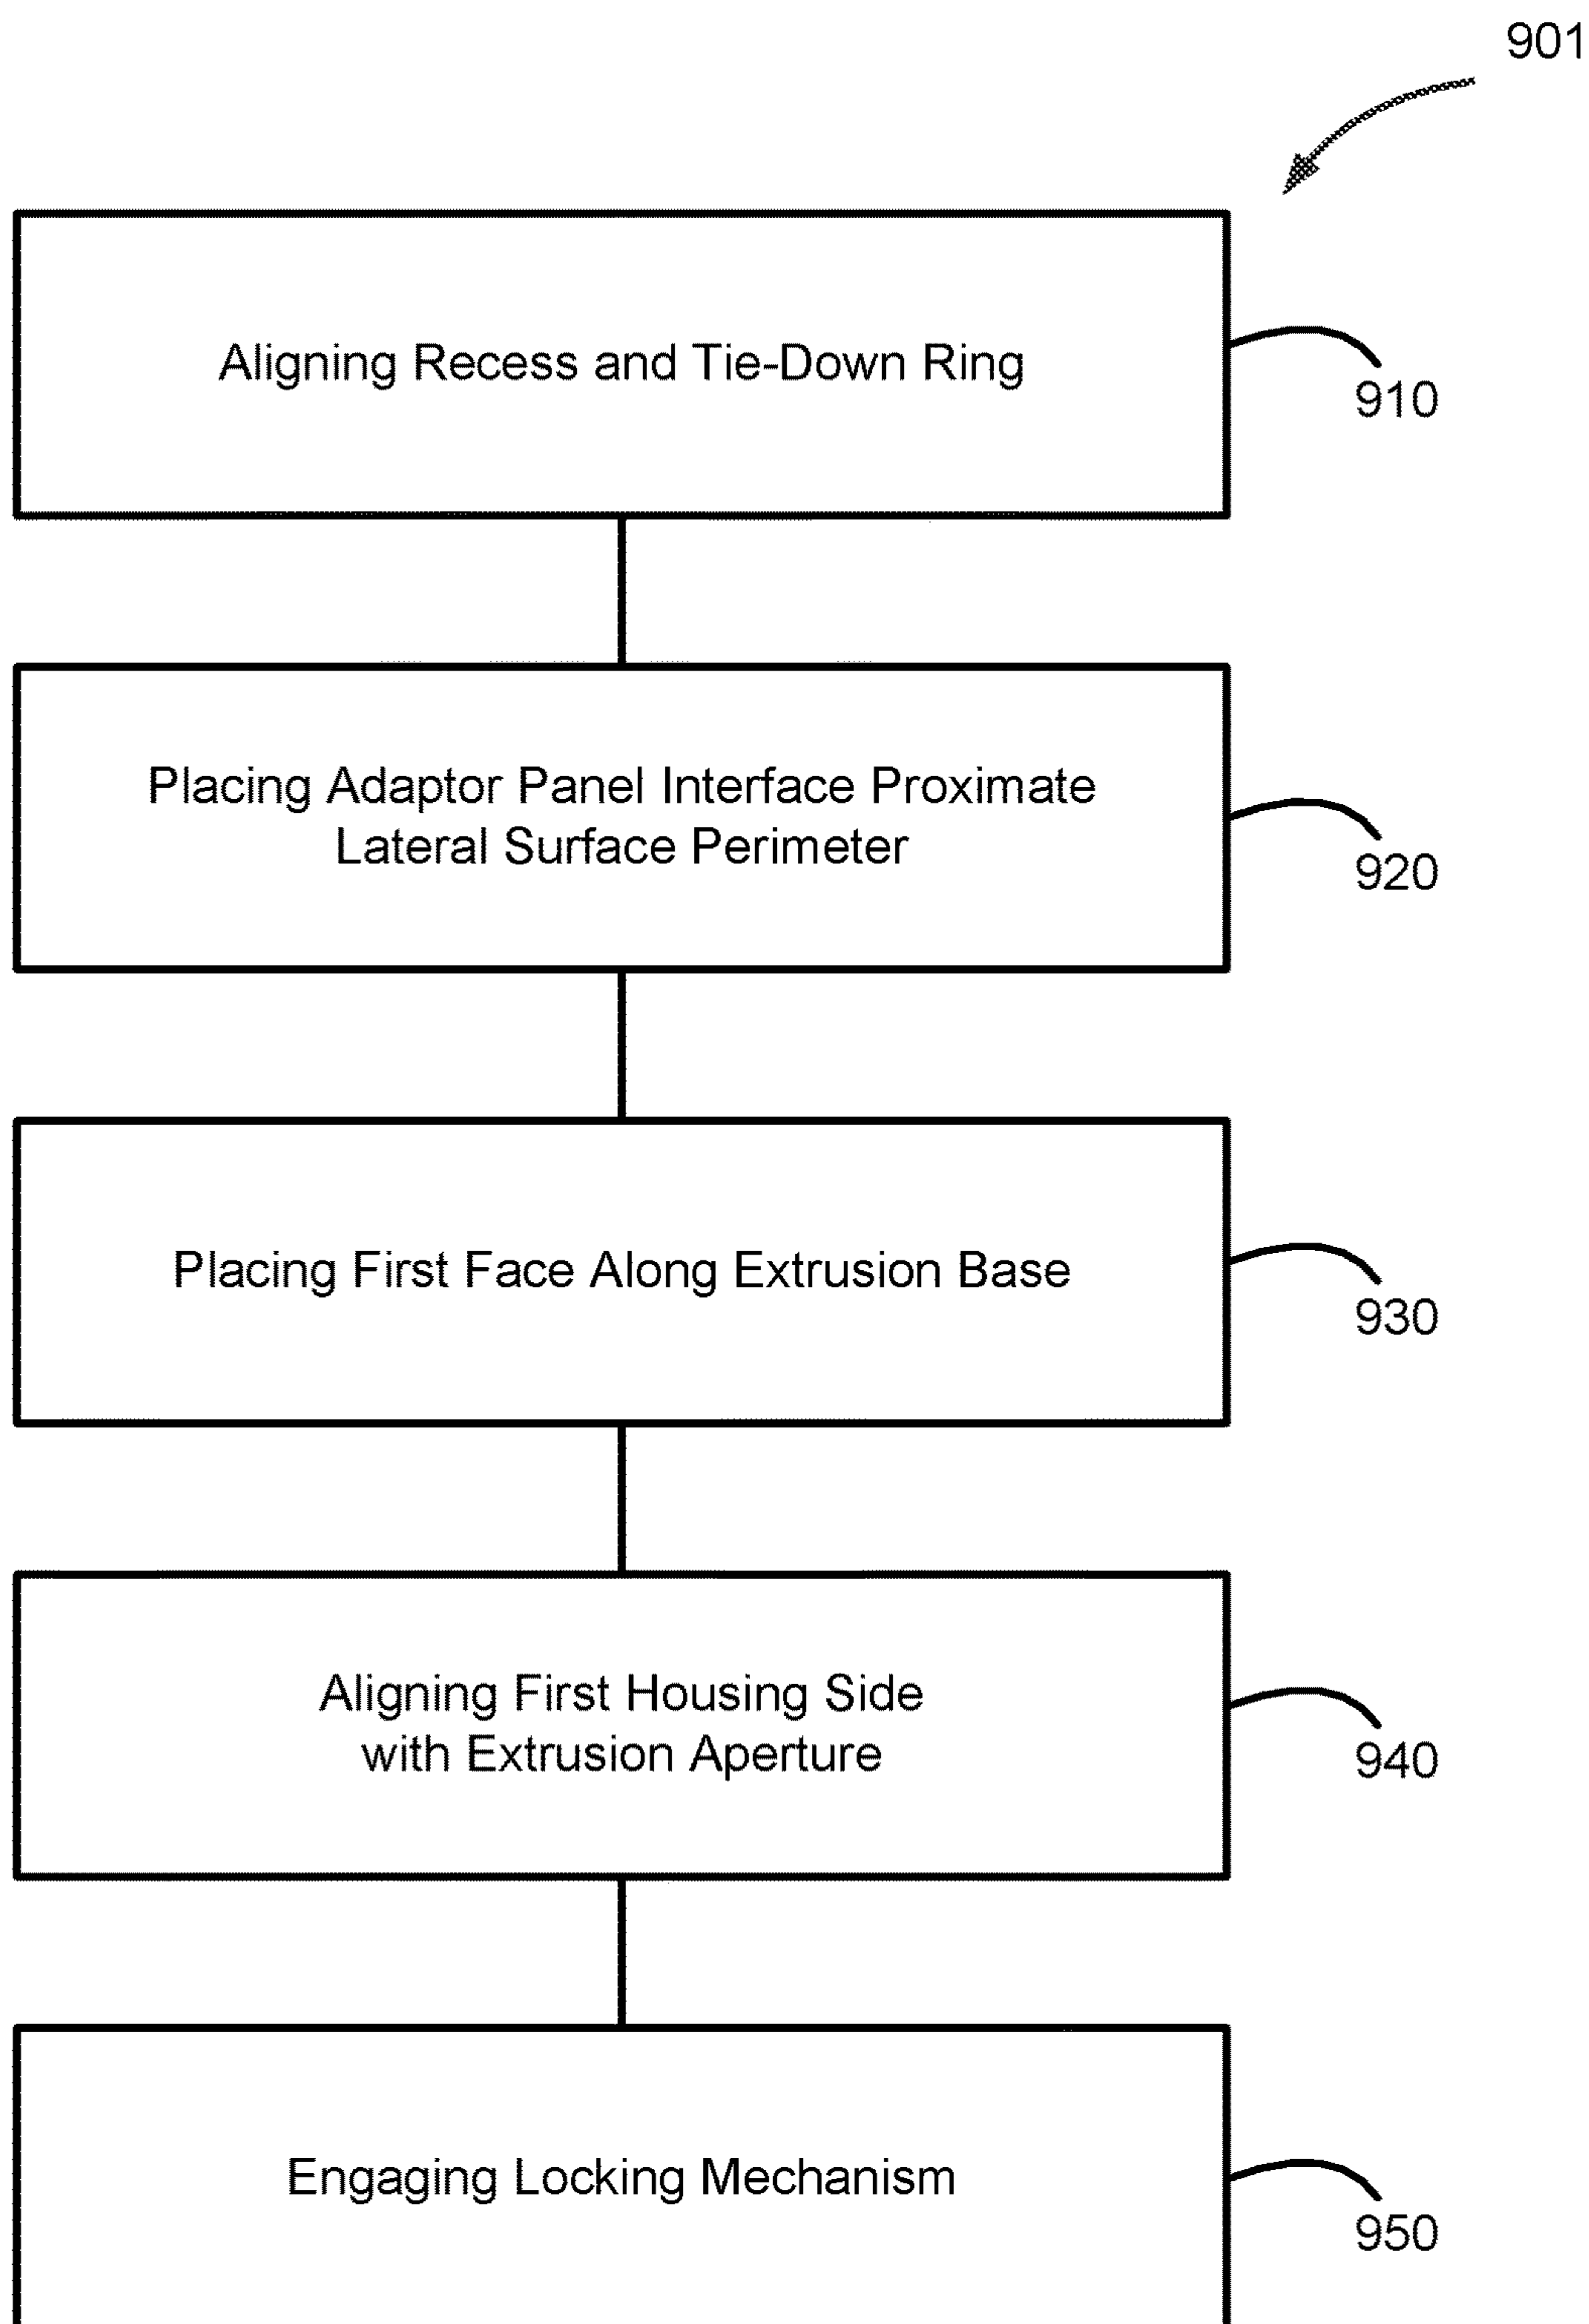 901
Aligning Recess and Tie-Down Ring
910
Placing Adaptor Panel Interface Proximate
Lateral Surface Perimeter
920
Placing First Face Along Extrusion Base
930
Aligning First Housing Side
with Extrusion Aperture
940
Engaging Locking Mechanism
950